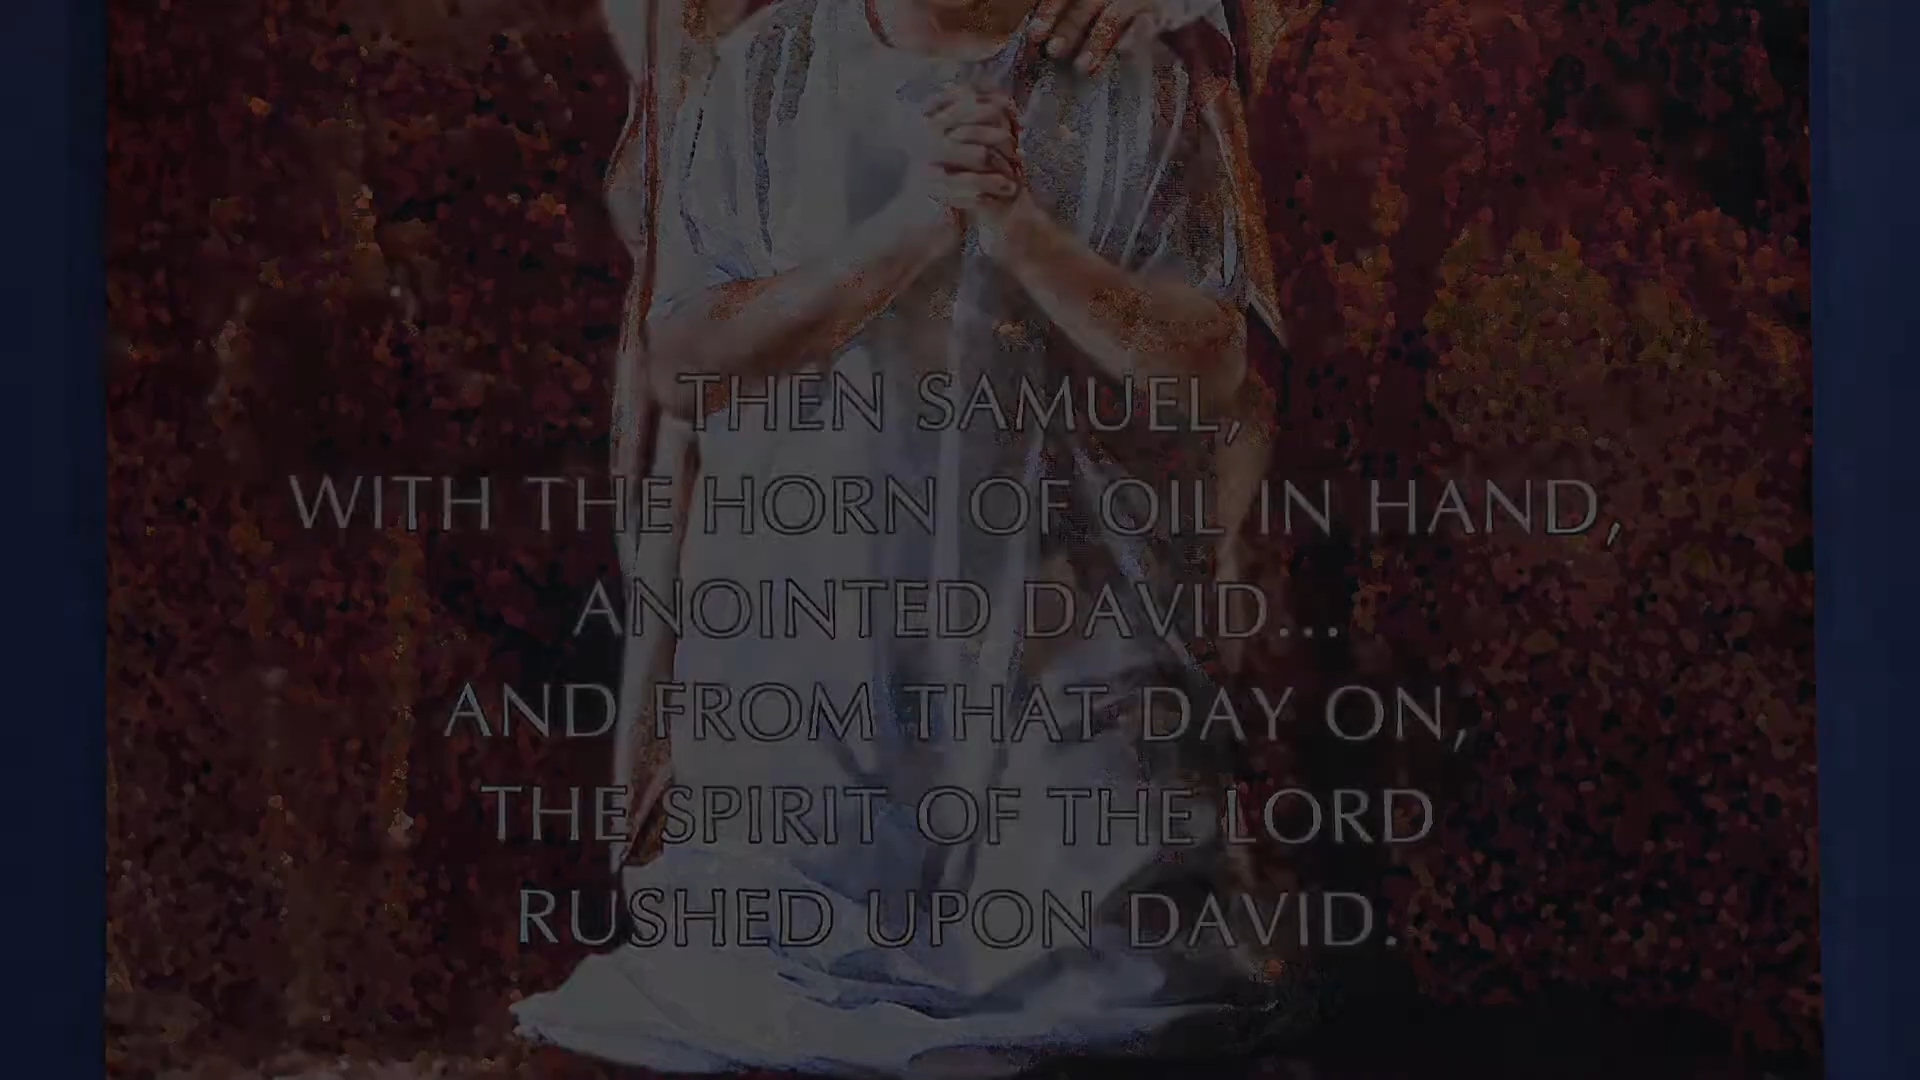 THEN SAMUEL,
WITH THE HORN OF OIL IN HAND,
ANOINTED DAVID...
AND FROM THAT DAY ON,
THE SPIRIT OF THE LORD
RUSHED UPON DAVID.